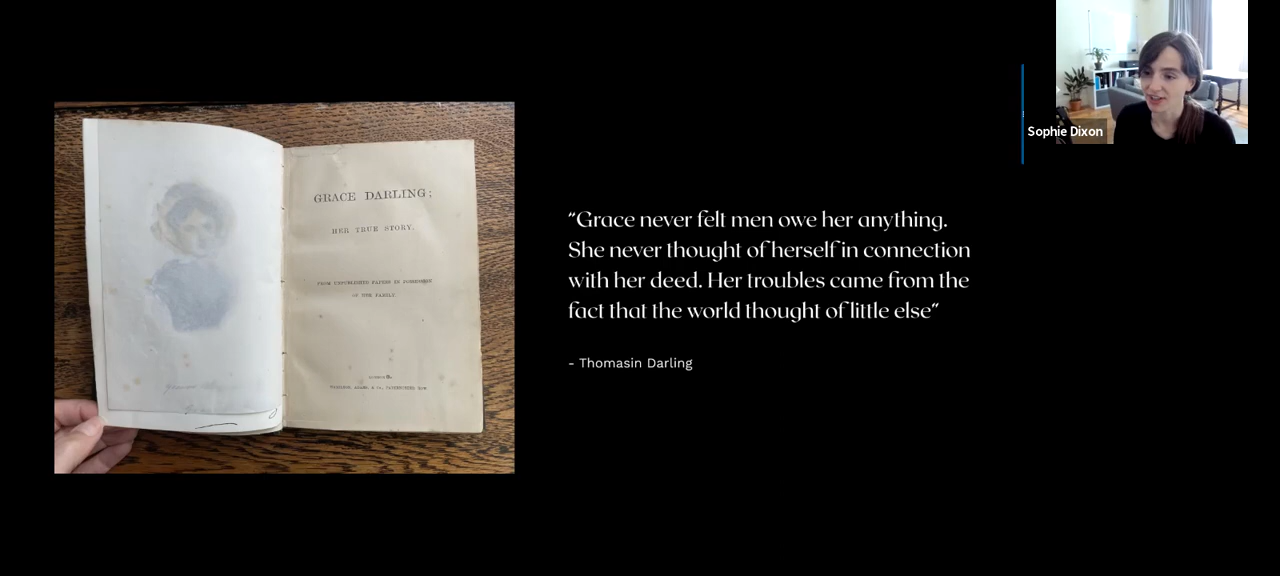 GRACE DARLING;
HER TRUE STORY.
FROM UNPUBLISHED PAPERS IN POSSESSION
OF THE FAMILY.
"Grace never felt men owe her anything.
She never thought of herself in connection
with her deed. Her troubles came from the
fact that the world thought of little else"
- Thomasin Darling
Sophie Dixon